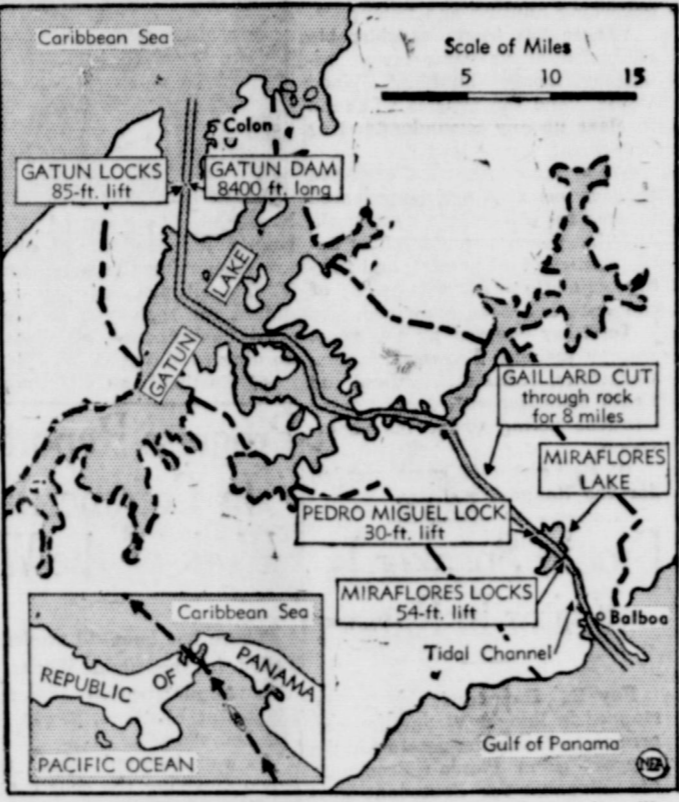 Caribbean Sea
Scale of Miles
5 10 15
Colon
GATUN LOCKS
85-ft. lift
GATUN DAM
8400 ft. long
LAKE
GATUN
GAILLARD CUT
through rock
for 8 miles
MIRAFLORES
LAKE
PEDRO MIGUEL LOCK
30-ft. lift
MIRAFLORES LOCKS
54-ft. lift
Balboa
Tidal Channel
Gulf of Panama
NEA
Caribbean Sea
REPUBLIC OF PANAMA
PACIFIC OCEAN